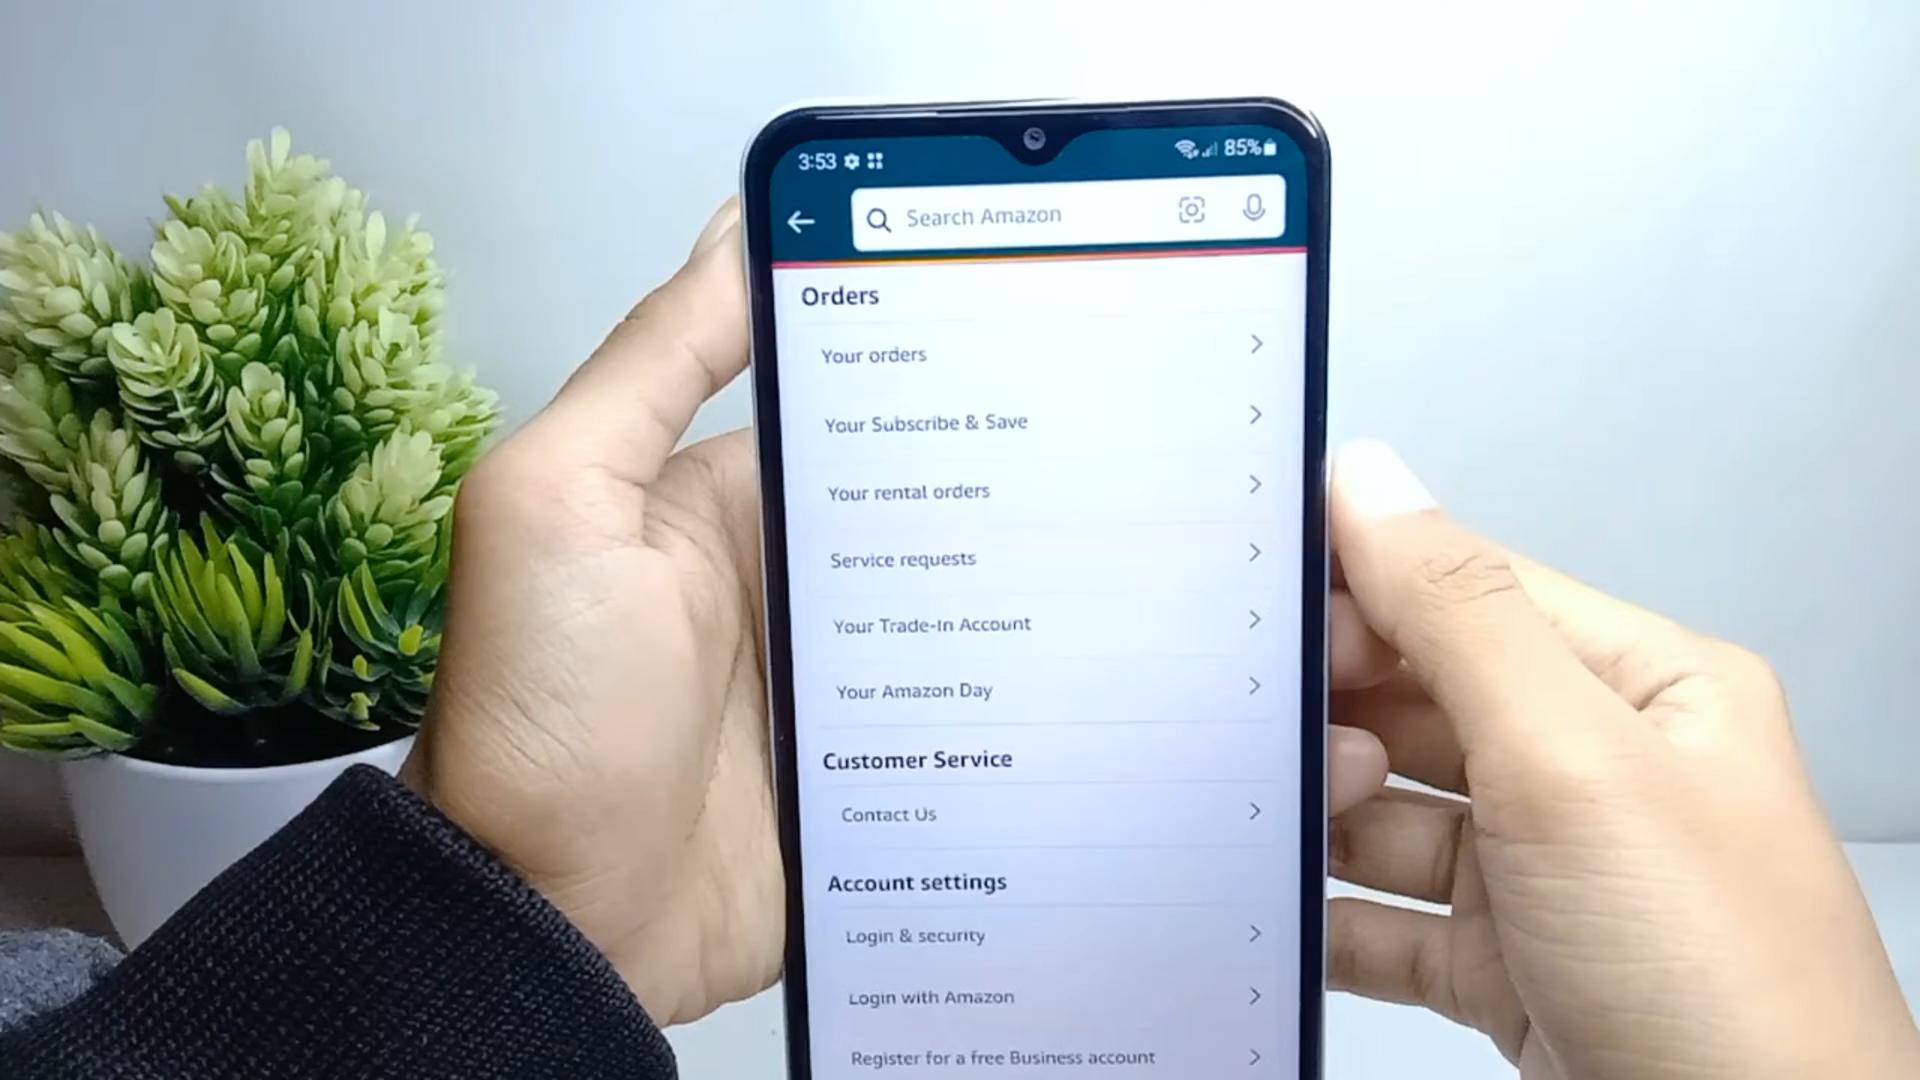 3:53 85%
Search Amazon
Orders
Your orders
Your Subscribe & Save
Your rental orders
Service requests
Your Trade-In Account
Your Amazon Day
Customer Service
Contact Us
Account settings
Login & security
Login with Amazon
Register for a free Business account